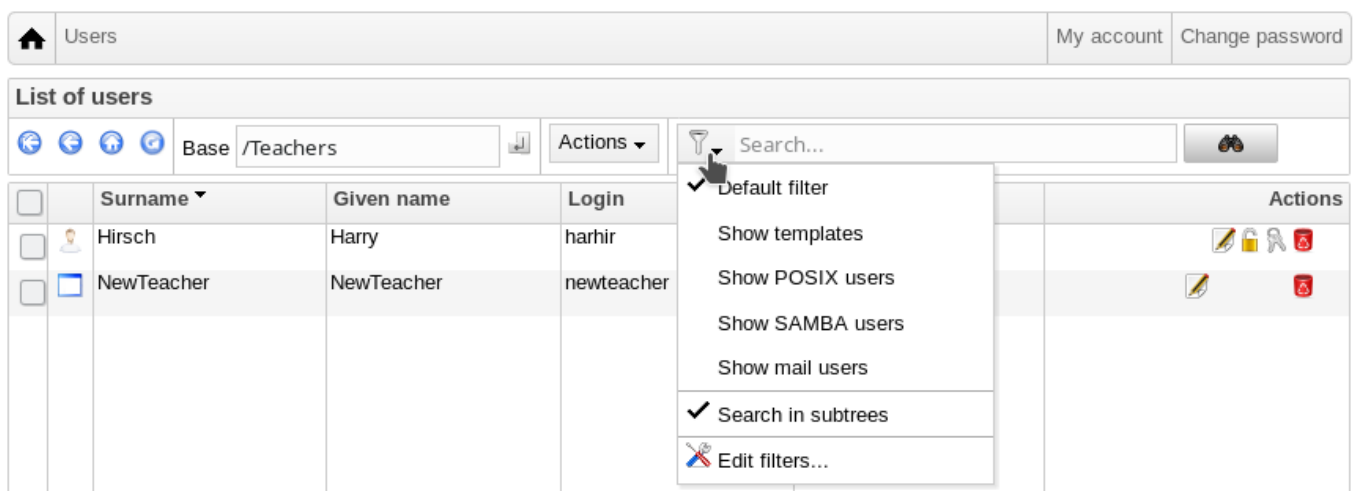 Users My account Change password
List of users
Base /Teachers Actions Search...
Surname Given name Login Actions
Default filter
Hirsch Harry harhir
Show templates
NewTeacher NewTeacher newteacher
Show POSIX users
Show SAMBA users
Show mail users
Search in subtrees
Edit filters...